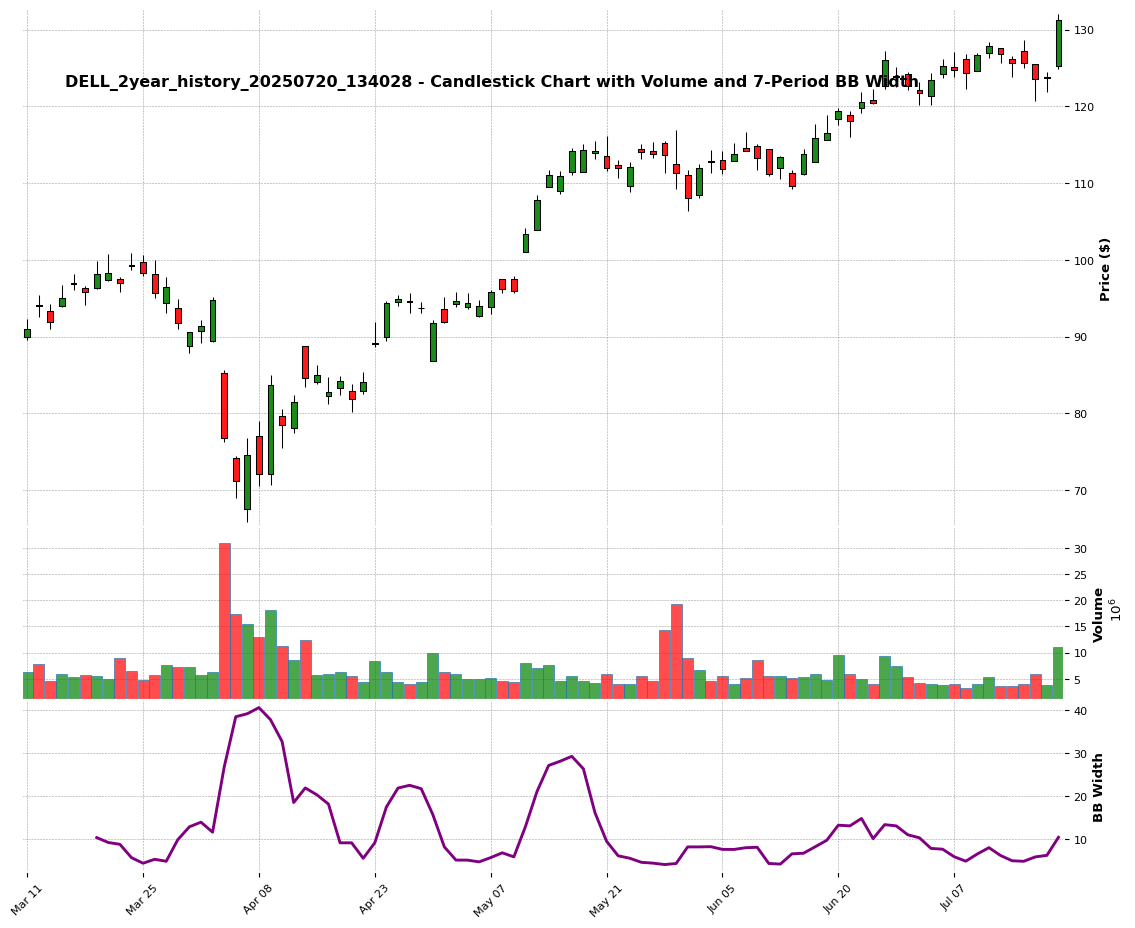 DELL_2year_history_20250720_134028 - Candlestick Chart with Volume and 7-Period BB Width
130
120
110
100
90
80
70
Price ($)
30
25
20
15
10
5
Volume
10^6
40
30
20
10
BB Width
Mar 11
Mar 25
Apr 08
Apr 23
May 07
May 21
Jun 05
Jun 20
Jul 07